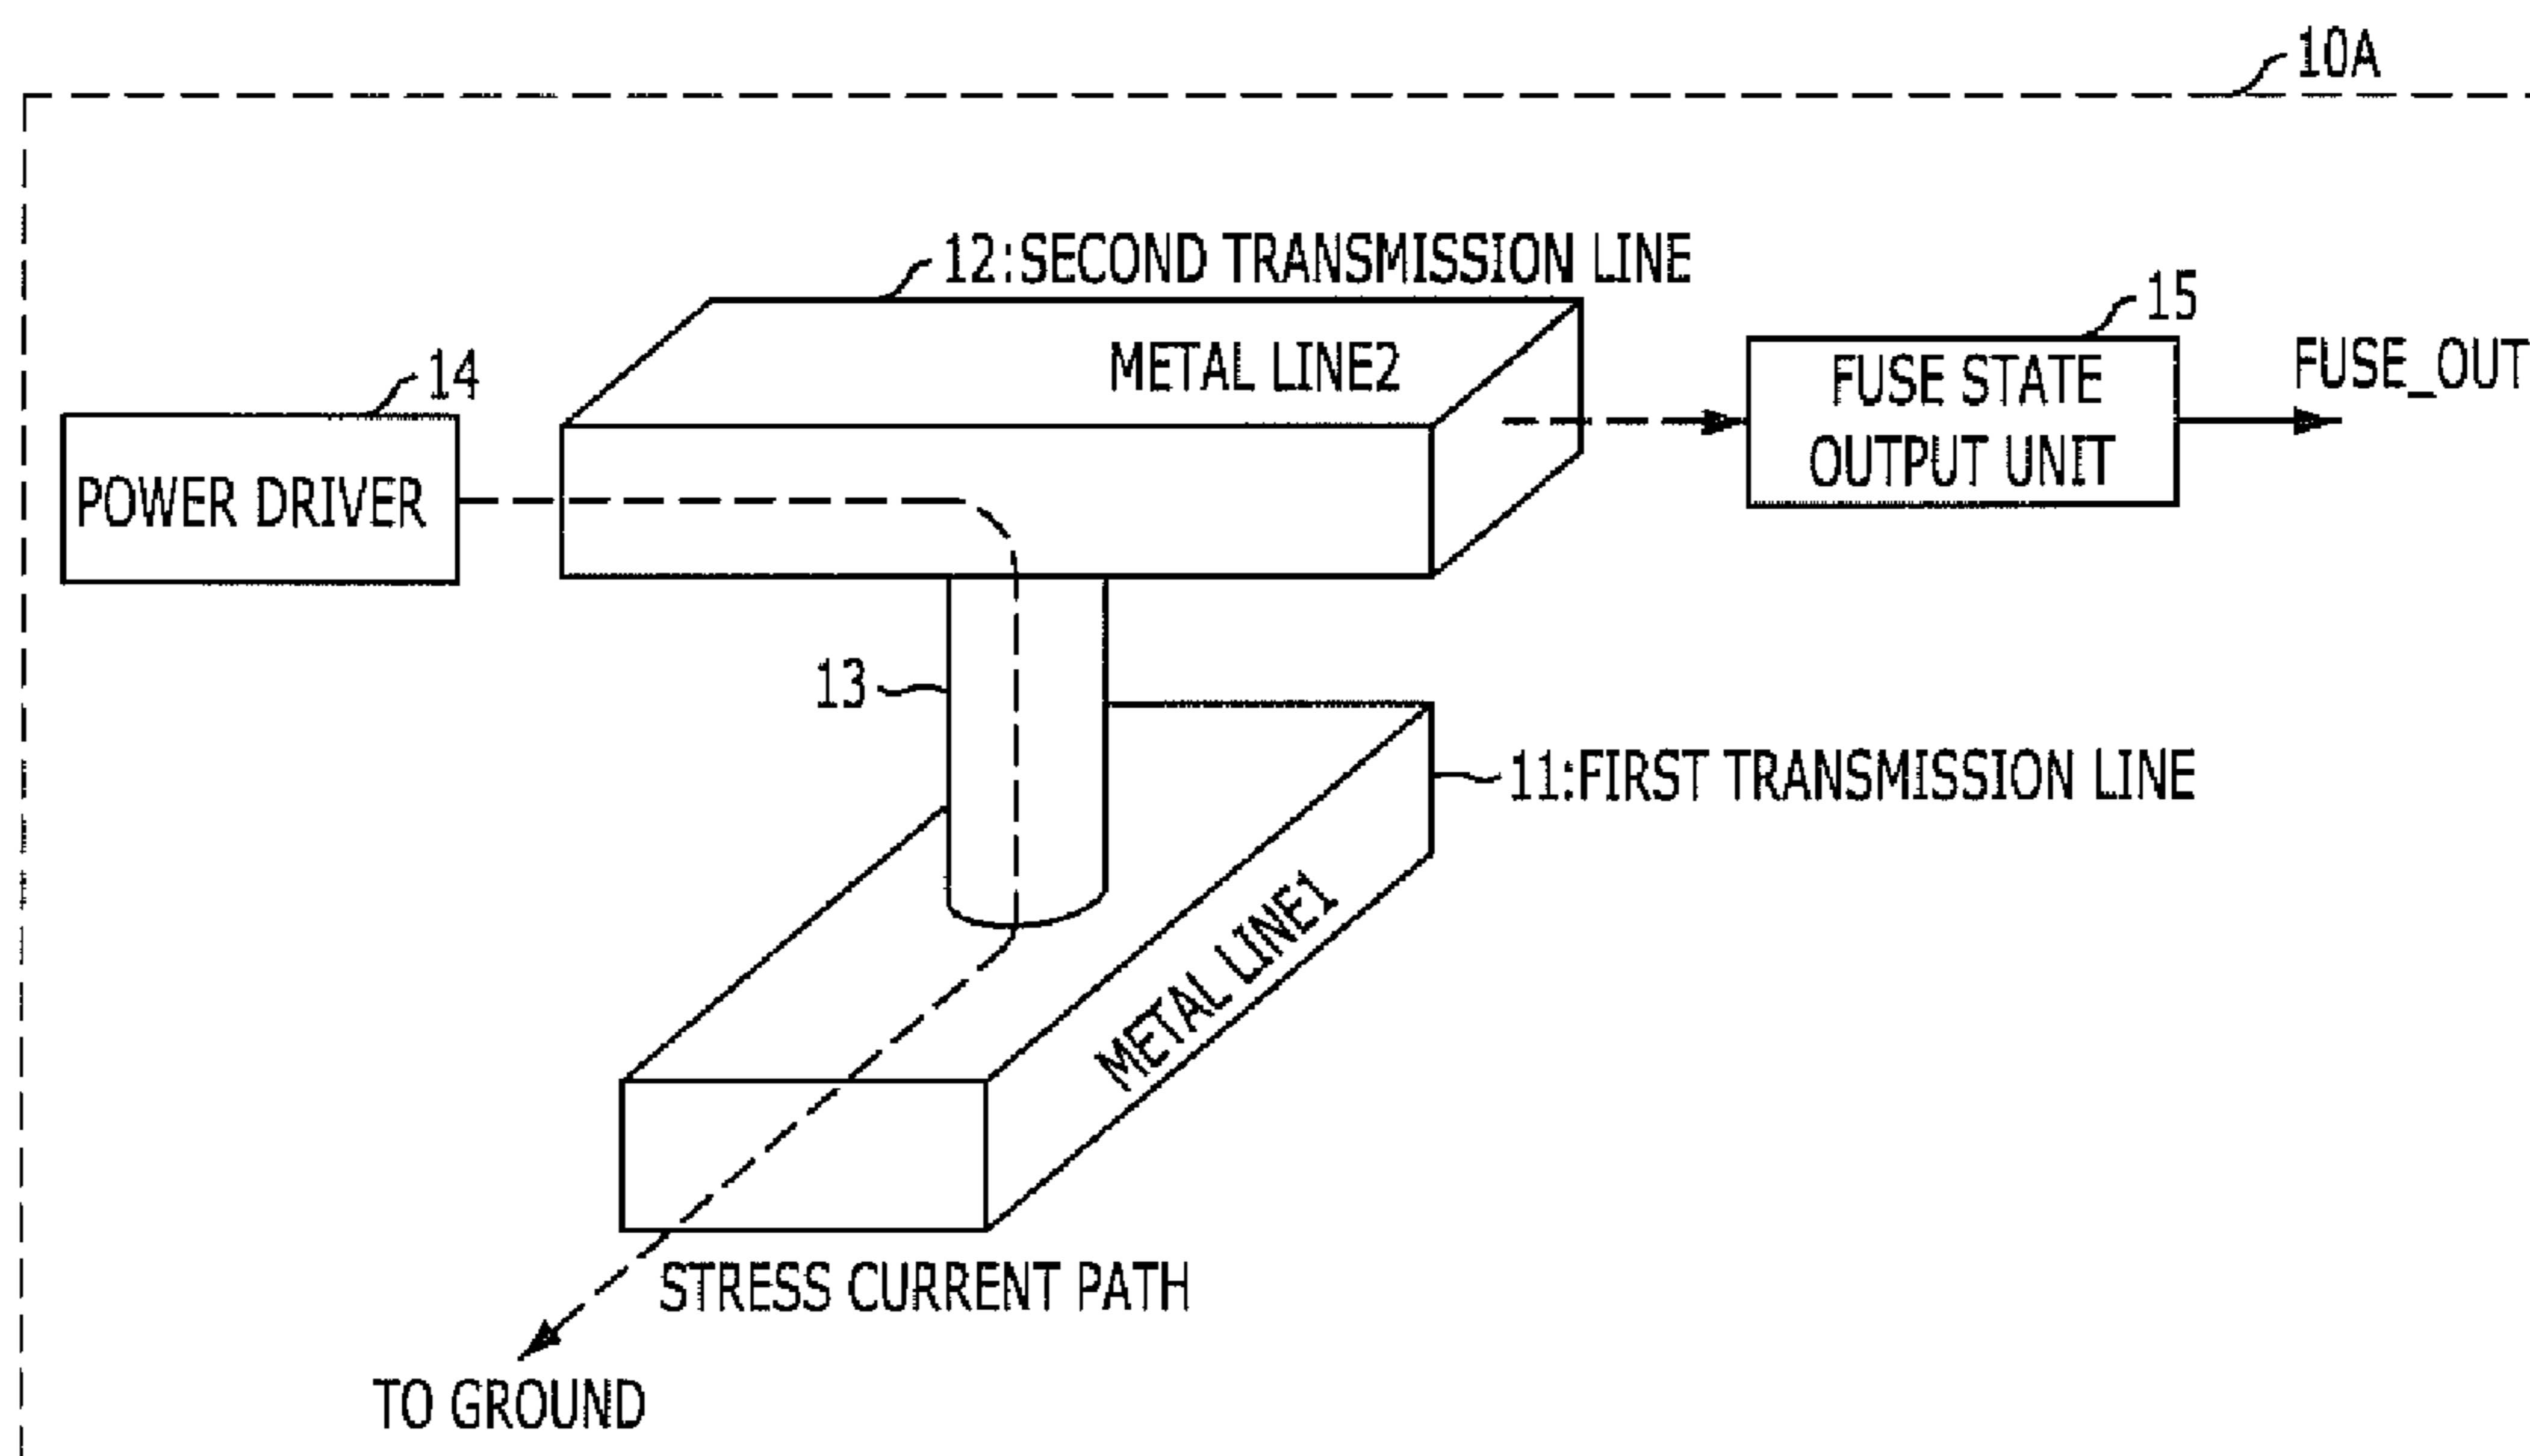 10A
12:SECOND TRANSMISSION LINE
15
METAL LINE2
FUSE_OUT
14
FUSE STATE
OUTPUT UNIT
POWER DRIVER
13
11:FIRST TRANSMISSION LINE
METAL LINE1
STRESS CURRENT PATH
TO GROUND